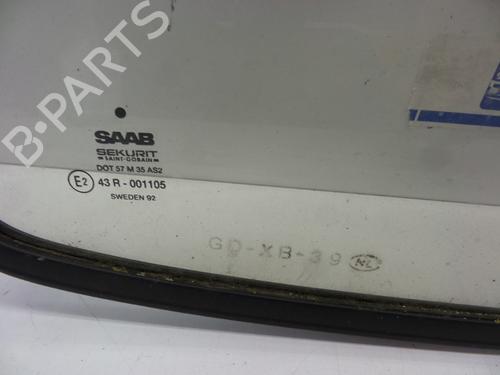 B-PARTS
SAAB
SEKURIT
SAINT-GOBAIN
DOT 57 M 35 AS2
E2 43 R - 001105
SWEDEN 92
GD-XB-39 NL